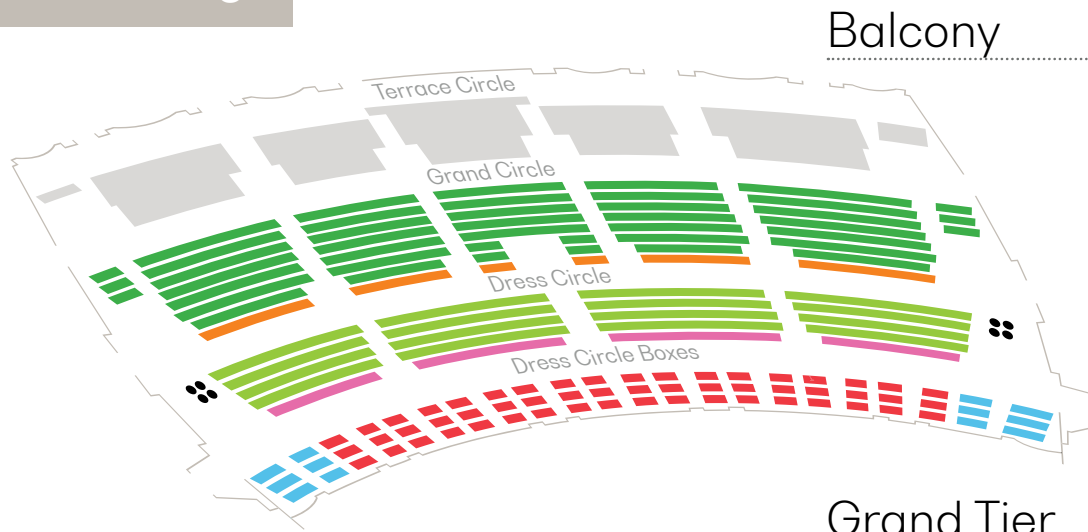 Balcony
Terrace Circle
Grand Circle
Dress Circle
Dress Circle Boxes
Grand Tier